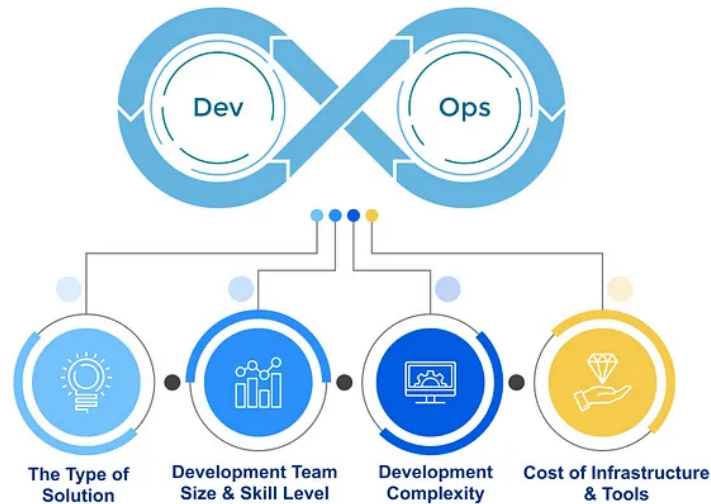 Dev
Ops
The Type of
Solution
Development Team
Size & Skill Level
Development
Complexity
Cost of Infrastructure
& Tools